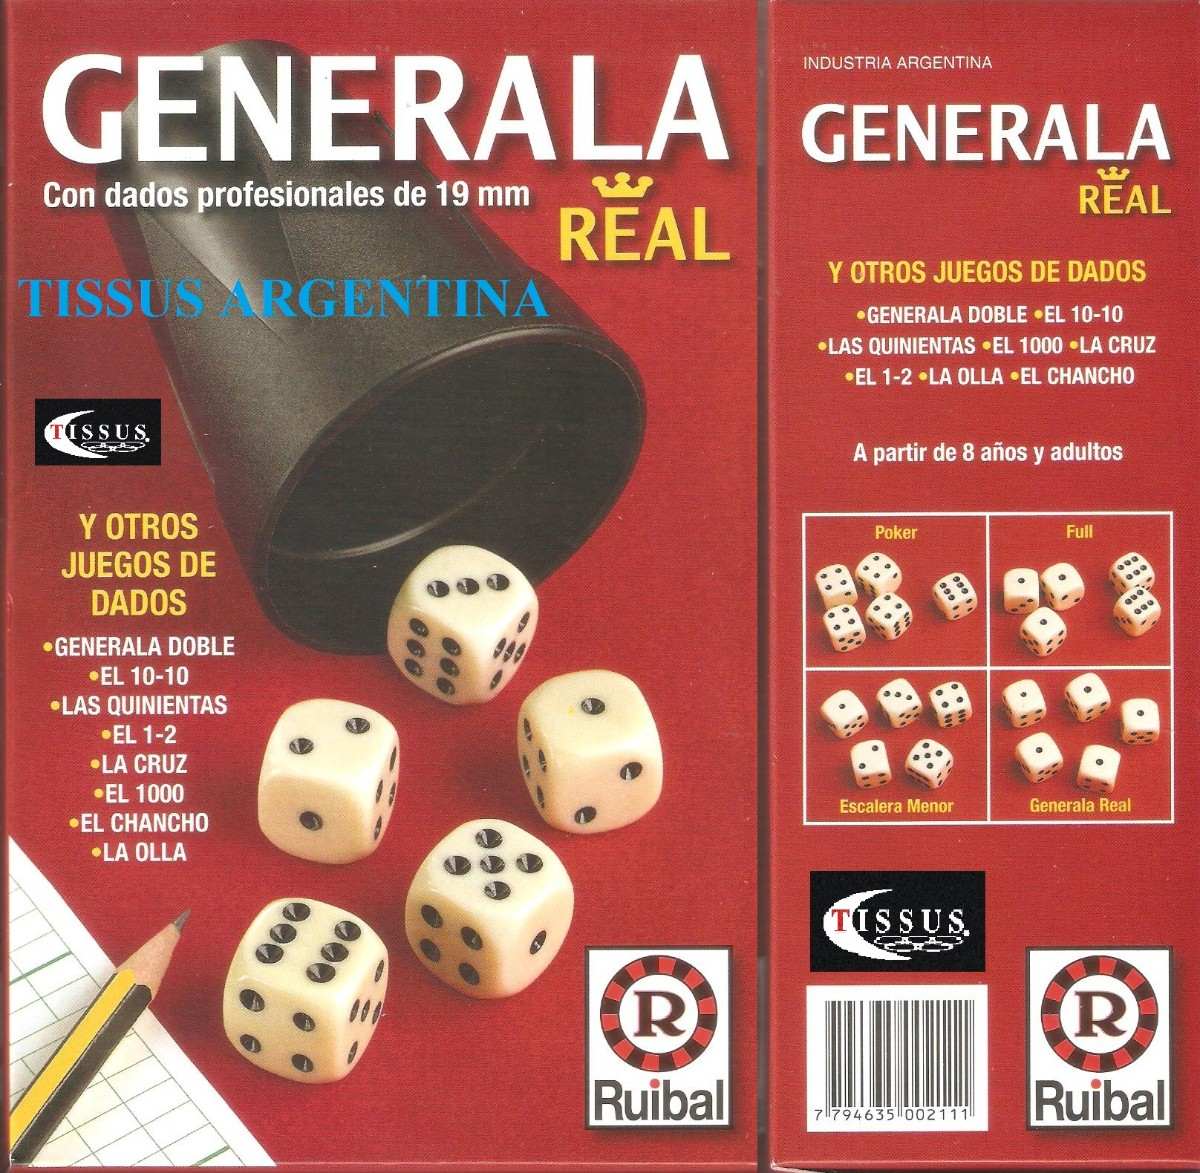 GENERALA
Con dados profesionales de 19 mm
REAL
TISSUS ARGENTINA
TISSUS
Y OTROS
JUEGOS DE
DADOS
•GENERALA DOBLE
•EL 10-10
•LAS QUINIENTAS
•EL 1-2
•LA CRUZ
•EL 1000
•EL CHANCHO
•LA OLLA
R
Ruibal
INDUSTRIA ARGENTINA
GENERALA
REAL
Y OTROS JUEGOS DE DADOS
•GENERALA DOBLE •EL 10-10
•LAS QUINIENTAS •EL 1000 •LA CRUZ
•EL 1-2 •LA OLLA •EL CHANCHO
A partir de 8 años y adultos
Poker
Full
Escalera Menor
Generala Real
TISSUS
7 794635 002111
R
Ruibal